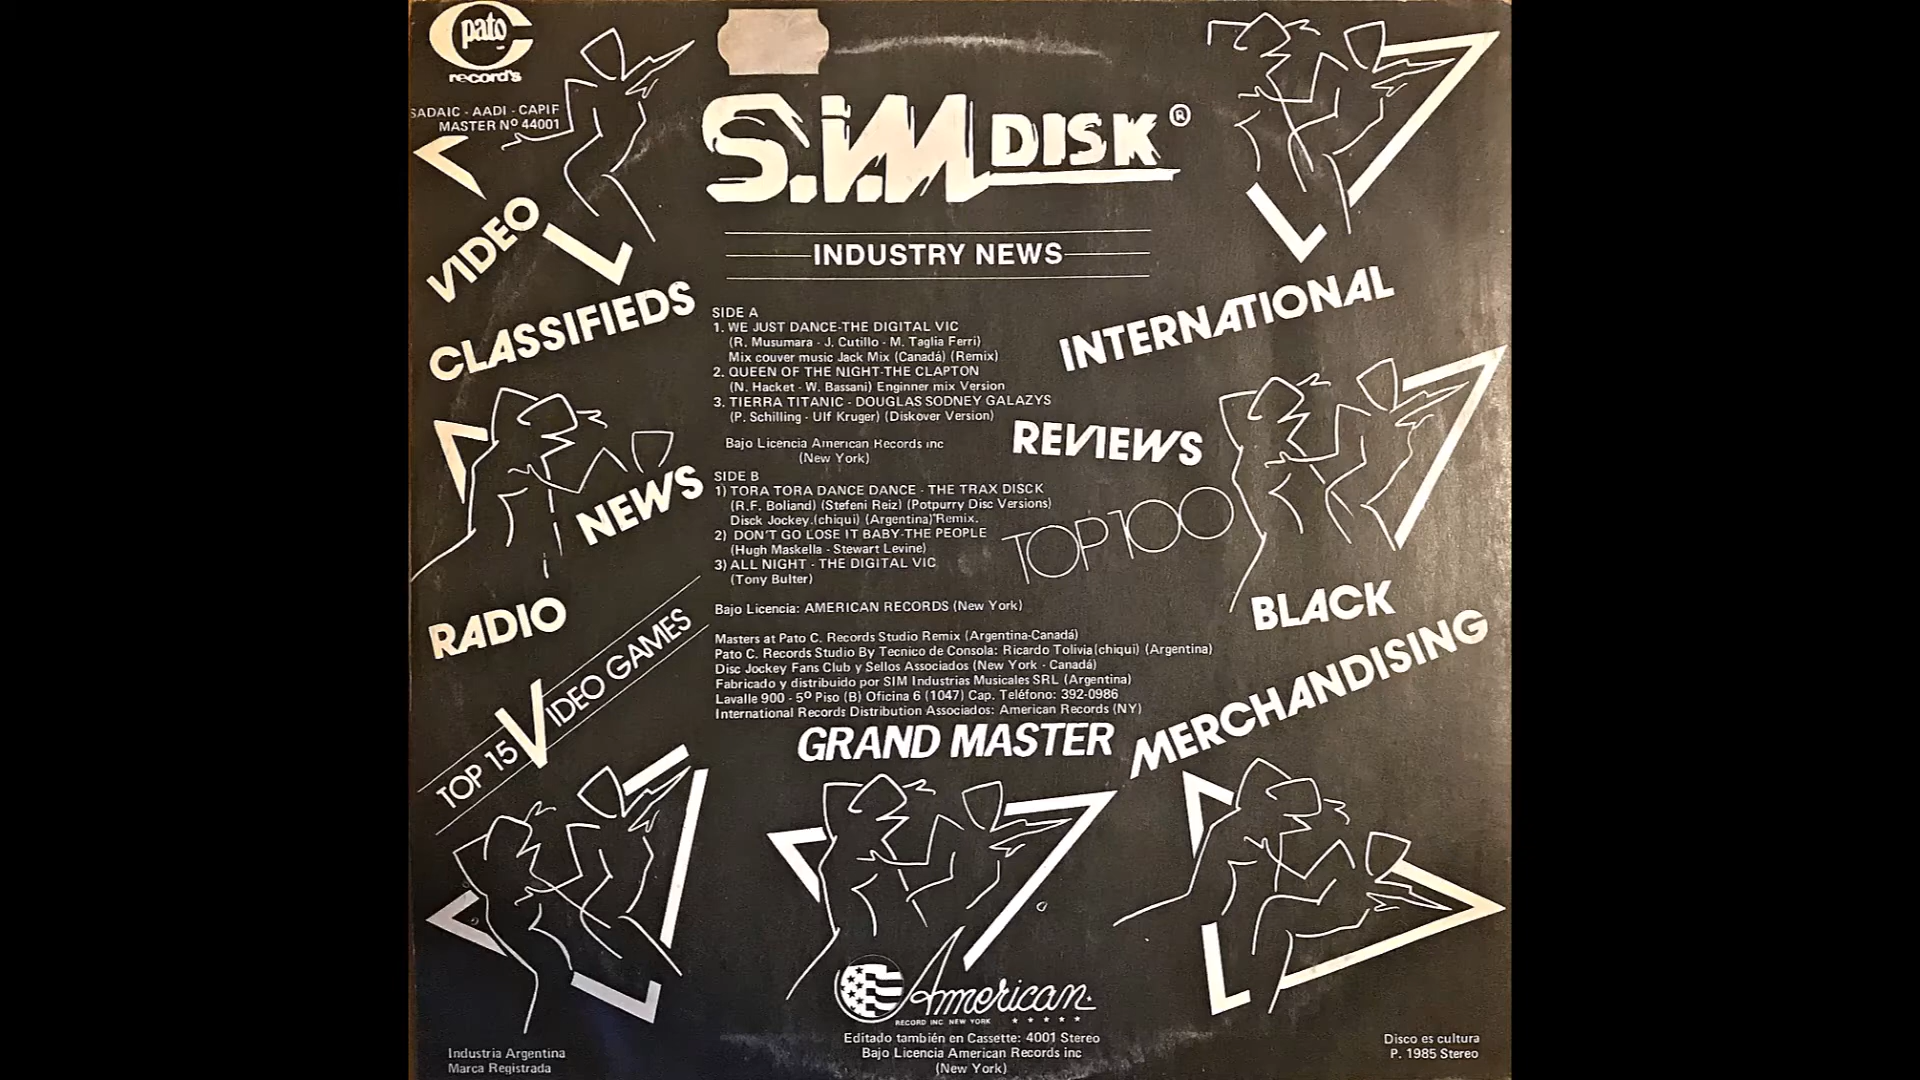 pato
record's
SADAIC - AADI - CAPIF
MASTER Nº 44001
S.i.M DISK ®
INDUSTRY NEWS
VIDEO
CLASSIFIEDS
NEWS
RADIO
TOP 15 VIDEO GAMES
INTERNATIONAL
REVIEWS
TOP 100
BLACK
MERCHANDISING
SIDE A
1. WE JUST DANCE-THE DIGITAL VIC
(R. Musumara - J. Cutillo - M. Taglia Ferri)
Mix couver music Jack Mix (Canadá) (Remix)
2. QUEEN OF THE NIGHT-THE CLAPTON
(N. Hacket - W. Bassani) Enginner mix Version
3. TIERRA TITANIC - DOUGLAS SODNEY GALAZYS
(P. Schilling - Ulf Kruger) (Diskover Version)
Bajo Licencia American Records inc
(New York)
SIDE B
1) TORA TORA DANCE DANCE - THE TRAX DISCK
(R.F. Boliand) (Stefeni Reiz) (Potpurry Disc Versions)
Disck Jockey.(chiqui) (Argentina)"Remix.
2) DON'T GO LOSE IT BABY-THE PEOPLE
(Hugh Maskella - Stewart Levine)
3) ALL NIGHT - THE DIGITAL VIC
(Tony Bulter)
Bajo Licencia: AMERICAN RECORDS (New York)
Masters at Pato C. Records Studio Remix (Argentina-Canadá)
Pato C. Records Studio By Tecnico de Consola: Ricardo Tolivia(chiqui) (Argentina)
Disc Jockey Fans Club y Sellos Associados (New York - Canadá)
Fabricado y distribuido por SIM Industrias Musicales SRL (Argentina)
Lavalle 900 - 5º Piso (B) Oficina 6 (1047) Cap. Teléfono: 392-0986
International Records Distribution Associados: American Records (NY)
GRAND MASTER
American
RECORD INC NEW YORK
Editado también en Cassette: 4001 Stereo
Bajo Licencia American Records inc
(New York)
Industria Argentina
Marca Registrada
Disco es cultura
P. 1985 Stereo